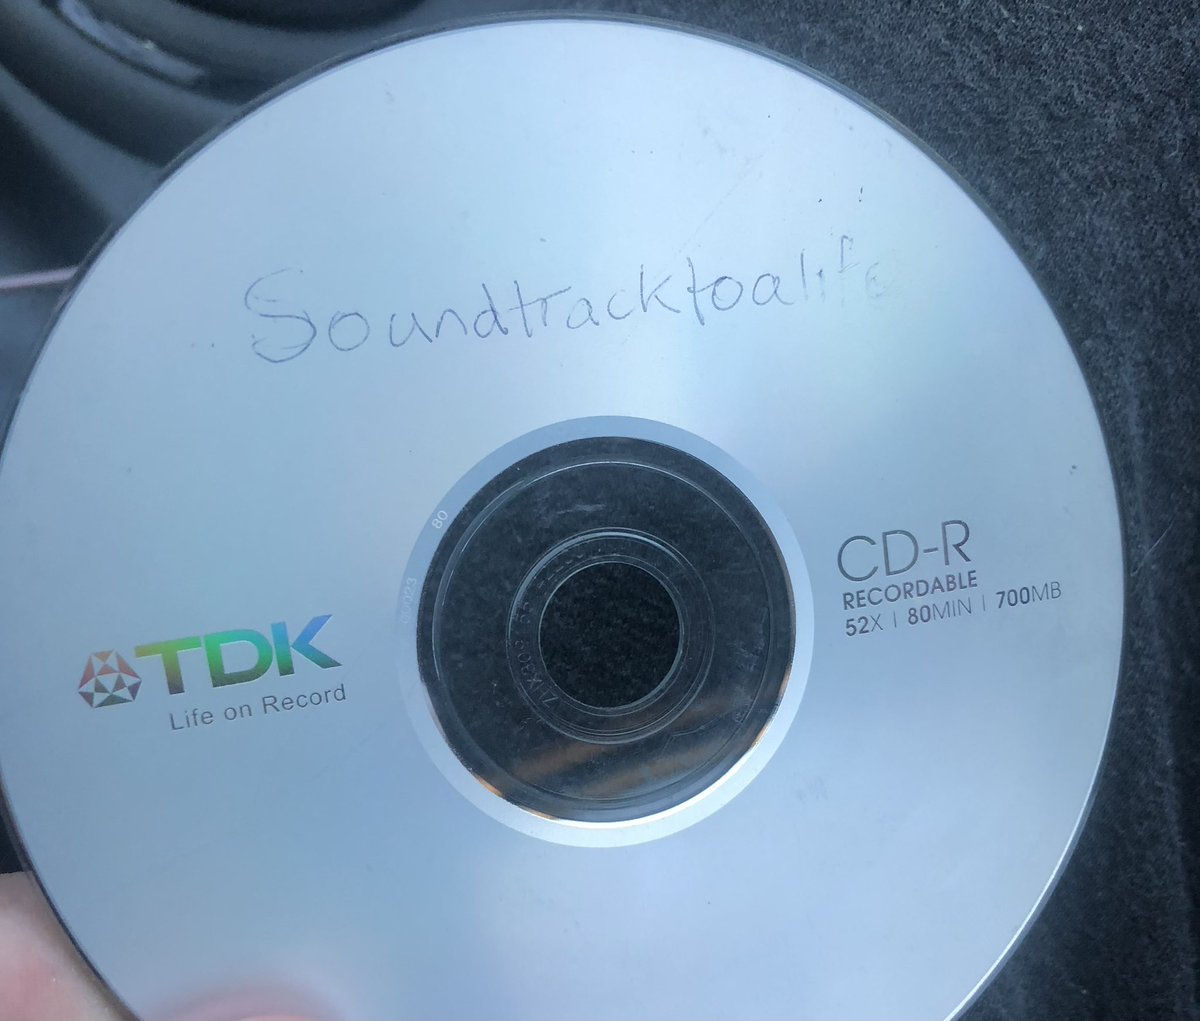 Soundtracktoalife
80
TDK
Life on Record
CD-R
RECORDABLE
52X | 80MIN | 700MB